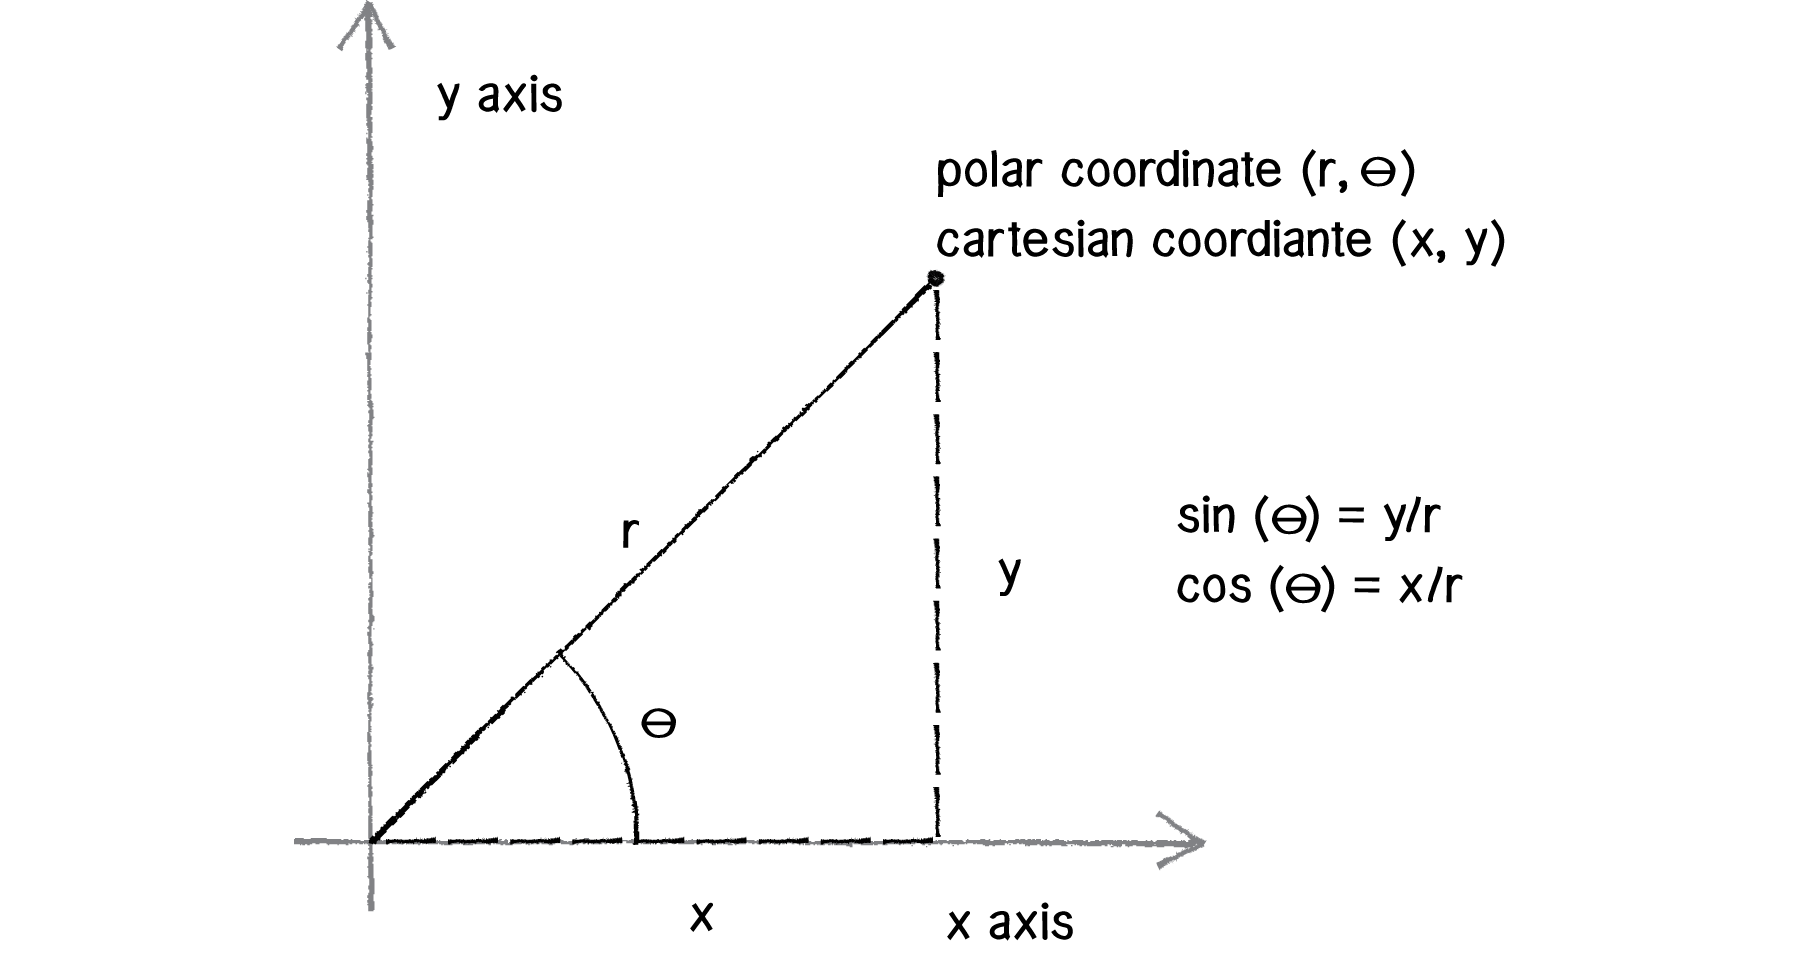 y axis
polar coordinate (r, Θ)
cartesian coordiante (x, y)
r
y
sin (Θ) = y/r
cos (Θ) = x/r
Θ
x
x axis